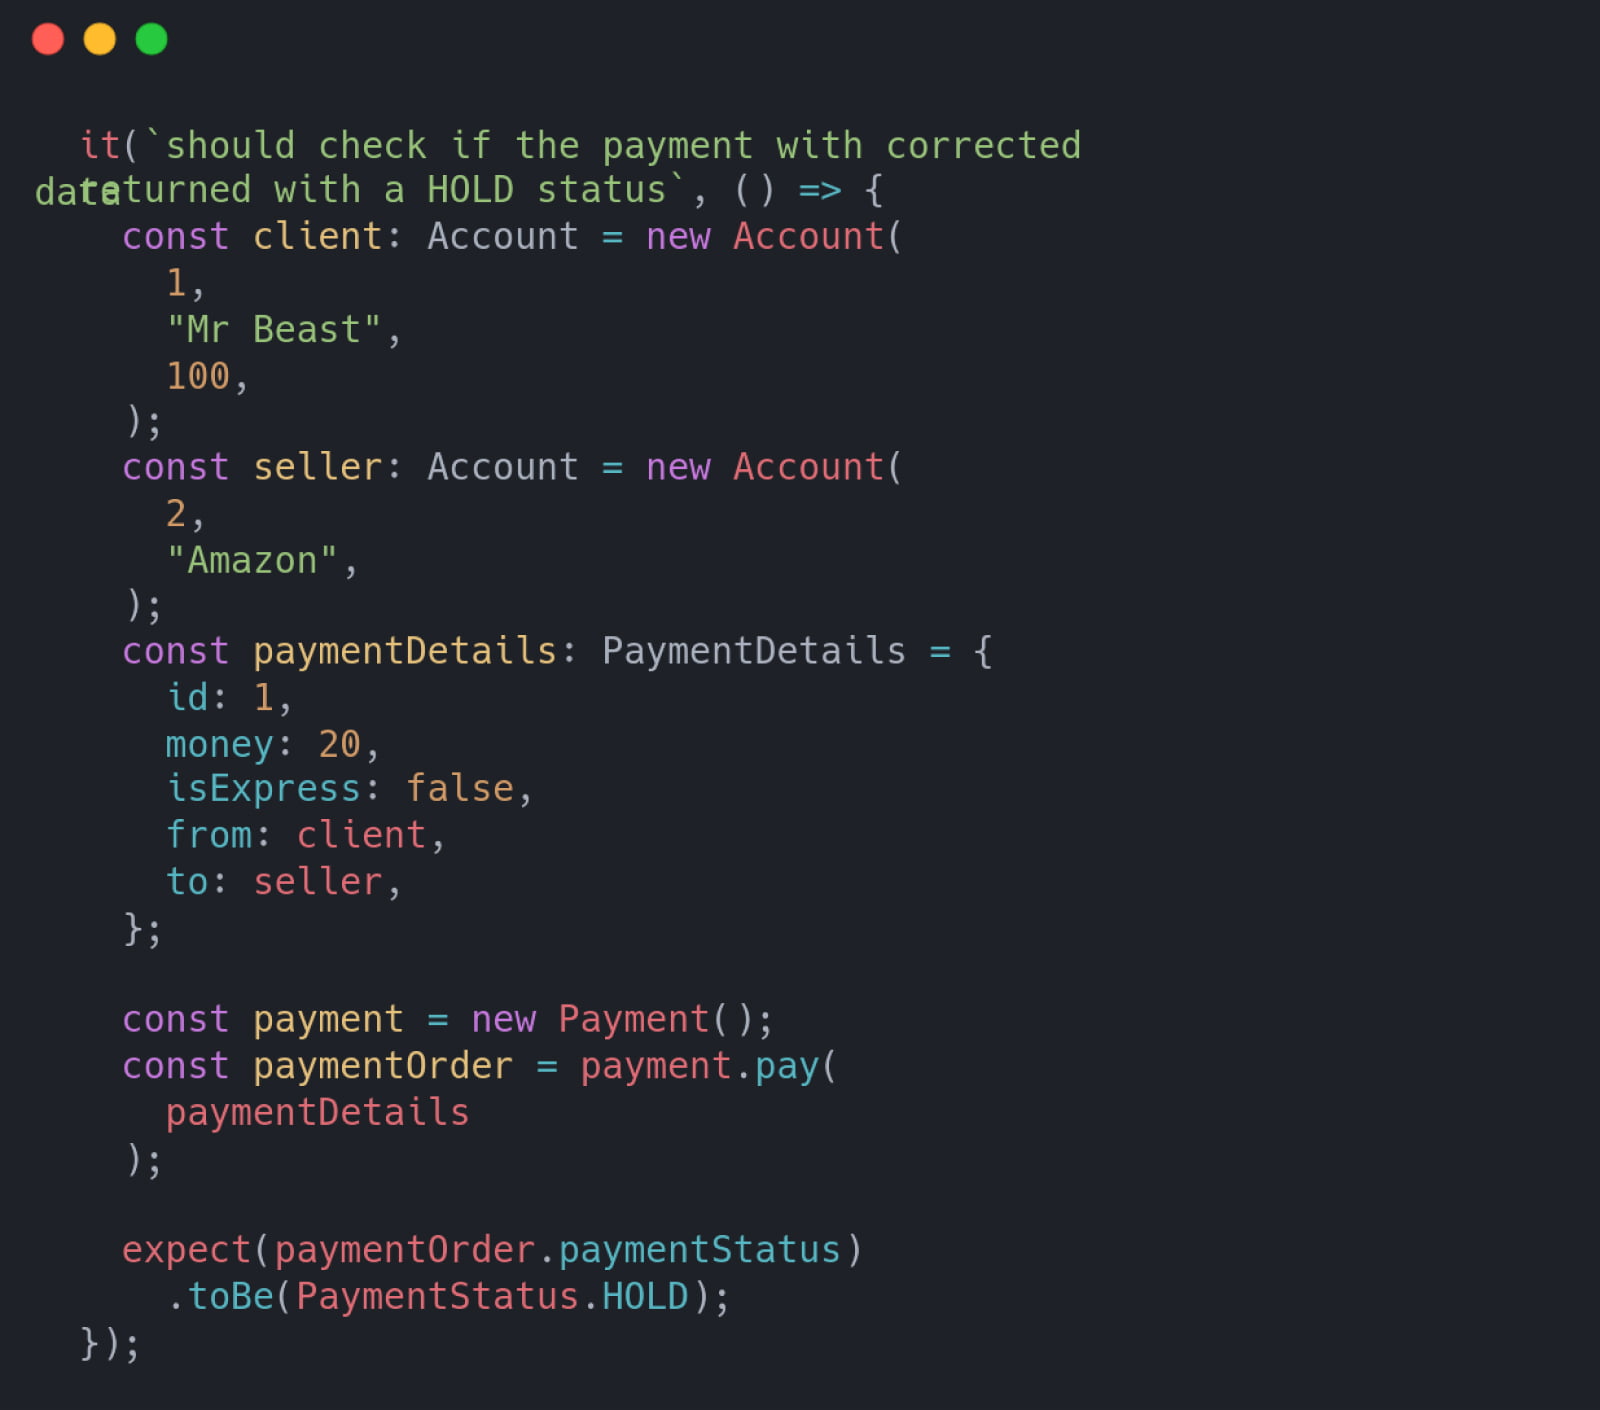 it(`should check if the payment with corrected
data returned with a HOLD status`, () => {
const client: Account = new Account(
1,
"Mr Beast",
100,
);
const seller: Account = new Account(
2,
"Amazon",
);
const paymentDetails: PaymentDetails = {
id: 1,
money: 20,
isExpress: false,
from: client,
to: seller,
};
const payment = new Payment();
const paymentOrder = payment.pay(
paymentDetails
);
expect(paymentOrder.paymentStatus)
.toBe(PaymentStatus.HOLD);
});